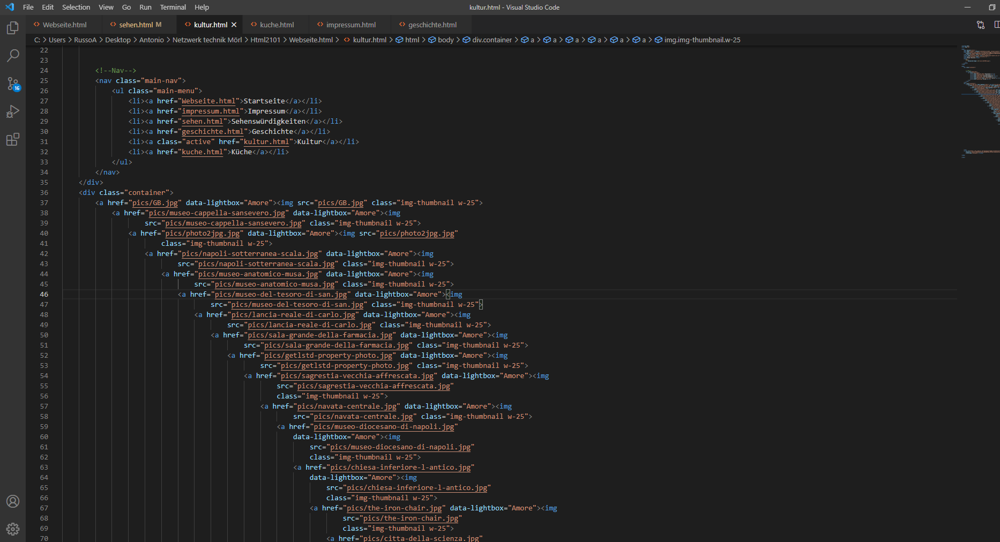 File Edit Selection View Go Run Terminal Help kultur.html - Visual Studio Code
Webseite.html sehen.html M kultur.html kuche.html impressum.html geschichte.html
C: > Users > RussoA > Desktop > Antonio > Netzwerk technik Mörl > Html2101 > Webseite.html > kultur.html > html > body > div.container > a > a > a > a > a > a > img.img-thumbnail.w-25
22
23
24 <!--Nav-->
25 <nav class="main-nav">
26 <ul class="main-menu">
27 <li><a href="Webseite.html">Startseite</a></li>
28 <li><a href="impressum.html">Impressum</a></li>
29 <li><a href="sehen.html">Sehenswürdigkeiten</a></li>
30 <li><a href="geschichte.html">Geschichte</a></li>
31 <li><a class="active" href="kultur.html">Kultur</a></li>
32 <li><a href="kuche.html">Küche</a></li>
33 </ul>
34 </nav>
35 </div>
36 <div class="container">
37 <a href="pics/GB.jpg" data-lightbox="Amore"><img src="pics/GB.jpg" class="img-thumbnail w-25">
38 <a href="pics/museo-cappella-sansevero.jpg" data-lightbox="Amore"><img
39 src="pics/museo-cappella-sansevero.jpg" class="img-thumbnail w-25">
40 <a href="pics/photo2jpg.jpg" data-lightbox="Amore"><img src="pics/photo2jpg.jpg"
41 class="img-thumbnail w-25">
42 <a href="pics/napoli-sotterranea-scala.jpg" data-lightbox="Amore"><img
43 src="pics/napoli-sotterranea-scala.jpg" class="img-thumbnail w-25">
44 <a href="pics/museo-anatomico-musa.jpg" data-lightbox="Amore"><img
45 src="pics/museo-anatomico-musa.jpg" class="img-thumbnail w-25">
46 <a href="pics/museo-del-tesoro-di-san.jpg" data-lightbox="Amore"><img
47 src="pics/museo-del-tesoro-di-san.jpg" class="img-thumbnail w-25">
48 <a href="pics/lancia-reale-di-carlo.jpg" data-lightbox="Amore"><img
49 src="pics/lancia-reale-di-carlo.jpg" class="img-thumbnail w-25">
50 <a href="pics/sala-grande-della-farmacia.jpg" data-lightbox="Amore"><img
51 src="pics/sala-grande-della-farmacia.jpg" class="img-thumbnail w-25">
52 <a href="pics/getlstd-property-photo.jpg" data-lightbox="Amore"><img
53 src="pics/getlstd-property-photo.jpg" class="img-thumbnail w-25">
54 <a href="pics/sagrestia-vecchia-affrescata.jpg" data-lightbox="Amore"><img
55 src="pics/sagrestia-vecchia-affrescata.jpg"
56 class="img-thumbnail w-25">
57 <a href="pics/navata-centrale.jpg" data-lightbox="Amore"><img
58 src="pics/navata-centrale.jpg" class="img-thumbnail w-25">
59 <a href="pics/museo-diocesano-di-napoli.jpg"
60 data-lightbox="Amore"><img
61 src="pics/museo-diocesano-di-napoli.jpg"
62 class="img-thumbnail w-25">
63 <a href="pics/chiesa-inferiore-l-antico.jpg"
64 data-lightbox="Amore"><img
65 src="pics/chiesa-inferiore-l-antico.jpg"
66 class="img-thumbnail w-25">
67 <a href="pics/the-iron-chair.jpg" data-lightbox="Amore"><img
68 src="pics/the-iron-chair.jpg"
69 class="img-thumbnail w-25">
70 <a href="pics/citta-della-scienza.jpg"
16